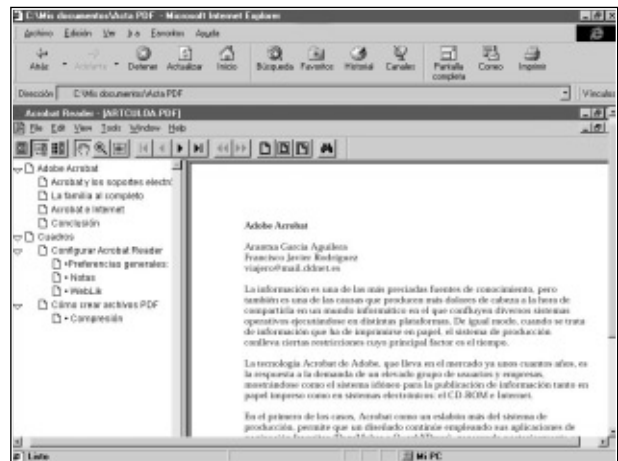 C:\Mis documentos\Acta PDF - Microsoft Internet Explorer
Archivo Edición Ver Ir a Favoritos Ayuda
Atrás Adelante Detener Actualizar Inicio Búsqueda Favoritos Historial Canales Pantalla completa Correo Imprimir
Dirección C:\Mis documentos\Acta PDF Vínculos
Acrobat Reader - [ARTCULOA.PDF]
File Edit View Tools Window Help
Adobe Acrobat
Acrobat y los soportes electró
La familia al completo
Acrobat e Internet
Conclusión
Cuadros
Configurar Acrobat Reader
•Preferencias generales:
• Notas
• WebLik
Cómo crear archivos PDF
• Compresión
Adobe Acrobat
Arantxa García Aguilera
Francisco Javier Rodríguez
viajero@mail.ddnet.es
La información es una de las más preciadas fuentes de conocimiento, pero
también es una de las causas que producen más dolores de cabeza a la hora de
compartirla en un mundo informático en el que confluyen diversos sistemas
operativos ejecutándose en distintas plataformas. De igual modo, cuando se trata
de información que ha de imprimirse en papel, el sistema de producción
conlleva ciertas restricciones cuyo principal factor es el tiempo.
La tecnología Acrobat de Adobe, que lleva en el mercado ya unos cuantos años, es
la respuesta a la demanda de un elevado grupo de usuarios y empresas,
mostrándose como el sistema idóneo para la publicación de información tanto en
papel impreso como en sistemas electrónicos: el CD-ROM e Internet.
En el primero de los casos, Acrobat como un eslabón más del sistema de
producción, permite que un diseñado continúe empleando sus aplicaciones de
Listo Mi PC